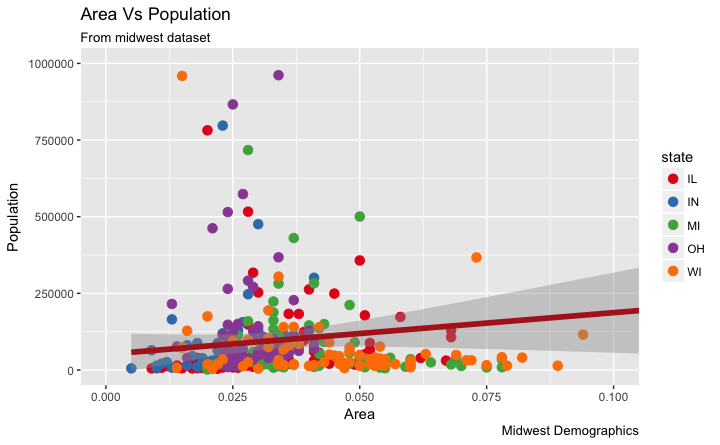 Area Vs Population
From midwest dataset
1000000
750000
500000
250000
0
Population
0.000 0.025 0.050 0.075 0.100
Area
Midwest Demographics
state
IL
IN
MI
OH
WI